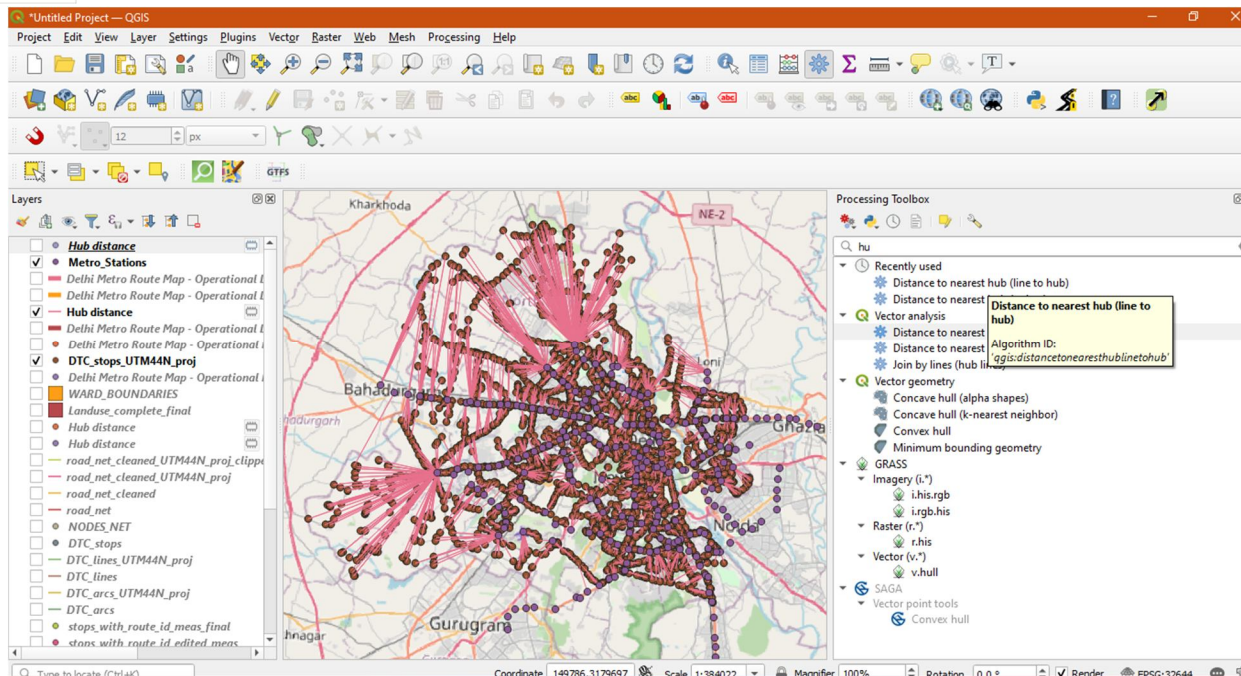 *Untitled Project — QGIS
Project Edit View Layer Settings Plugins Vector Raster Web Mesh Processing Help
abc abc abc T
12 px
GTFS
Layers
Hub distance
Metro_Stations
Delhi Metro Route Map - Operational
Delhi Metro Route Map - Operational
Hub distance
Delhi Metro Route Map - Operational
Delhi Metro Route Map - Operational
DTC_stops_UTM44N_proj
Delhi Metro Route Map - Operational
WARD_BOUNDARIES
Landuse_complete_final
Hub distance
Hub distance
road_net_cleaned_UTM44N_proj_clippe
road_net_cleaned_UTM44N_proj
road_net_cleaned
road_net
NODES_NET
DTC_stops
DTC_lines_UTM44N_proj
DTC_lines
DTC_arcs_UTM44N_proj
DTC_arcs
stops_with_route_id_meas_final
stops_with_route_id_edited_meas
Kharkhoda
NE-2
Loni
Noida
Gurugram
hnagar
Processing Toolbox
hu
Recently used
Distance to nearest hub (line to hub)
Distance to nearest
Vector analysis
Distance to nearest
Distance to nearest
Join by lines (hub lines)
Vector geometry
Concave hull (alpha shapes)
Concave hull (k-nearest neighbor)
Convex hull
Minimum bounding geometry
GRASS
Imagery (i.*)
i.his.rgb
i.rgb.his
Raster (r.*)
r.his
Vector (v.*)
v.hull
SAGA
Vector point tools
Convex hull
Distance to nearest hub (line to
hub)
Algorithm ID:
'qgis:distancetonearesthublinetohub'
Type to locate (Ctrl+K) Coordinate 149786,3179697 Scale 1:384022 Magnifier 100% Rotation 0.0 ° Render EPSG:32644